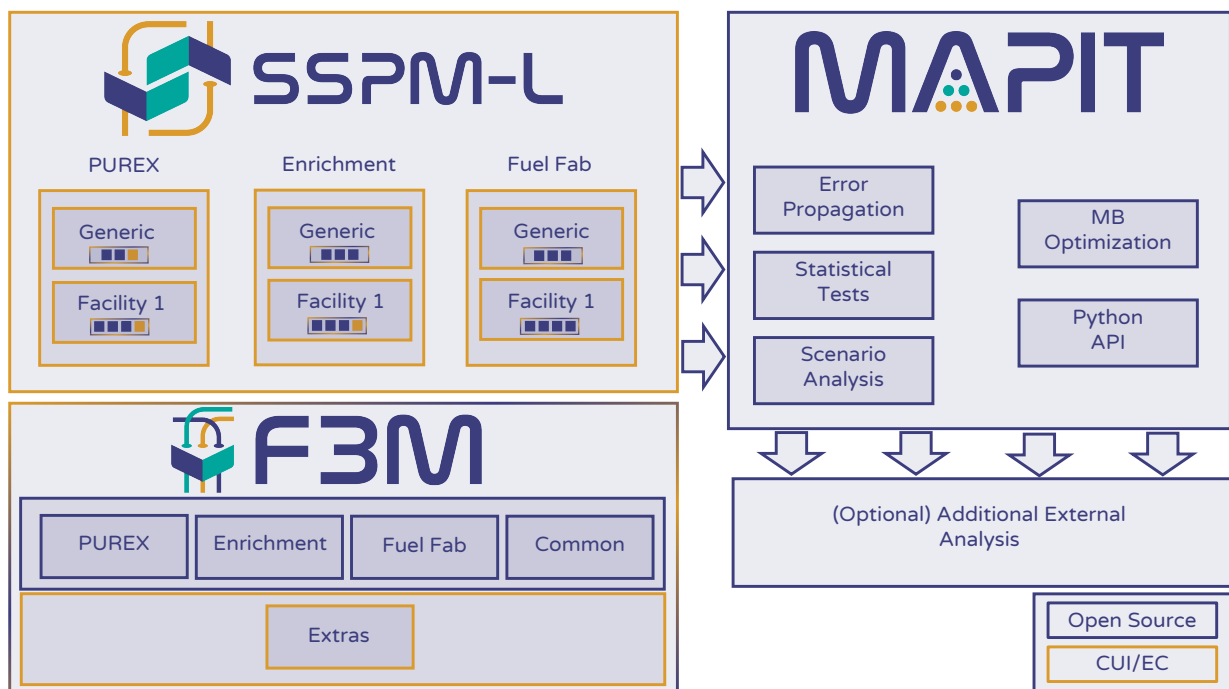 SSPM-L
PUREX
Enrichment
Fuel Fab
Generic
Facility 1
Generic
Facility 1
Generic
Facility 1
MAPIT
Error
Propagation
Statistical
Tests
Scenario
Analysis
MB
Optimization
Python
API
F3M
PUREX
Enrichment
Fuel Fab
Common
Extras
(Optional) Additional External
Analysis
Open Source
CUI/EC